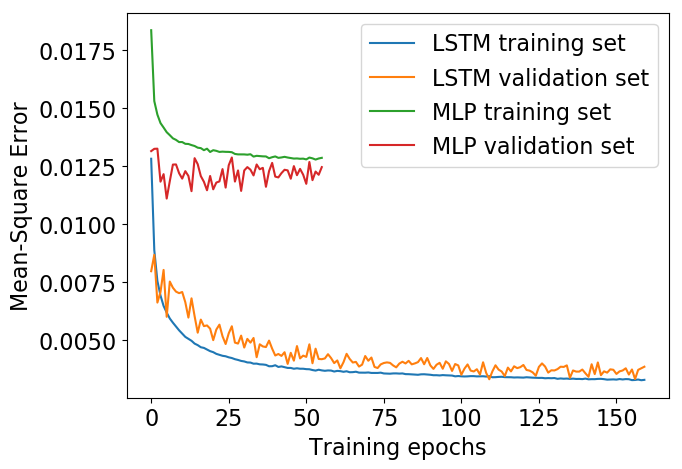 LSTM training set
LSTM validation set
MLP training set
MLP validation set
Mean-Square Error
0.0175
0.0150
0.0125
0.0100
0.0075
0.0050
0 25 50 75 100 125 150
Training epochs